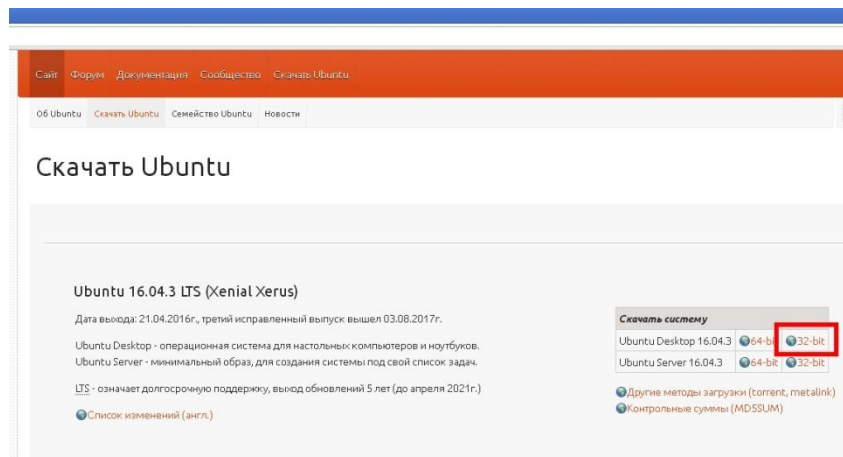 Сайт Форум Документация Сообщество Скачать Ubuntu
Об Ubuntu Скачать Ubuntu Семейство Ubuntu Новости
Скачать Ubuntu
Ubuntu 16.04.3 LTS (Xenial Xerus)
Дата выхода: 21.04.2016г., третий исправленный выпуск вышел 03.08.2017г.
Ubuntu Desktop - операционная система для настольных компьютеров и ноутбуков.
Ubuntu Server - минимальный образ, для создания системы под свой список задач.
LTS - означает долгосрочную поддержку, выход обновлений 5 лет (до апреля 2021г.)
Список изменений (англ.)
Скачать систему
Ubuntu Desktop 16.04.3 64-bi 32-bit
Ubuntu Server 16.04.3 64-bit 32-bit
Другие методы загрузки (torrent, metalink)
Контрольные суммы (MD5SUM)